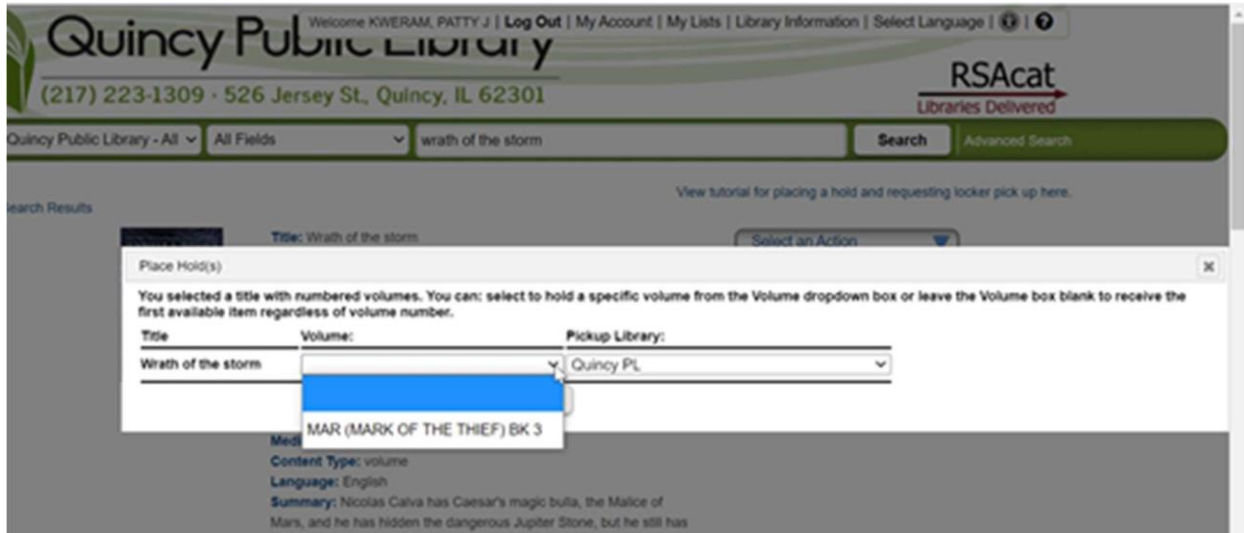 Welcome KWERAM, PATTY J | Log Out | My Account | My Lists | Library Information | Select Language |
Quincy Public Library
(217) 223-1309 · 526 Jersey St., Quincy, IL 62301
RSAcat
Libraries Delivered
Quincy Public Library - All All Fields wrath of the storm Search Advanced Search
View tutorial for placing a hold and requesting locker pick up here.
Search Results
Title: Wrath of the storm Select an Action
Place Hold(s)
You selected a title with numbered volumes. You can: select to hold a specific volume from the Volume dropdown box or leave the Volume box blank to receive the
first available item regardless of volume number.
Title Volume: Pickup Library:
Wrath of the storm Quincy PL
MAR (MARK OF THE THIEF) BK 3
Content Type: volume
Language: English
Summary: Nicolas Calva has Caesar's magic bulla, the Malice of
Mars, and he has hidden the dangerous Jupiter Stone, but he still has